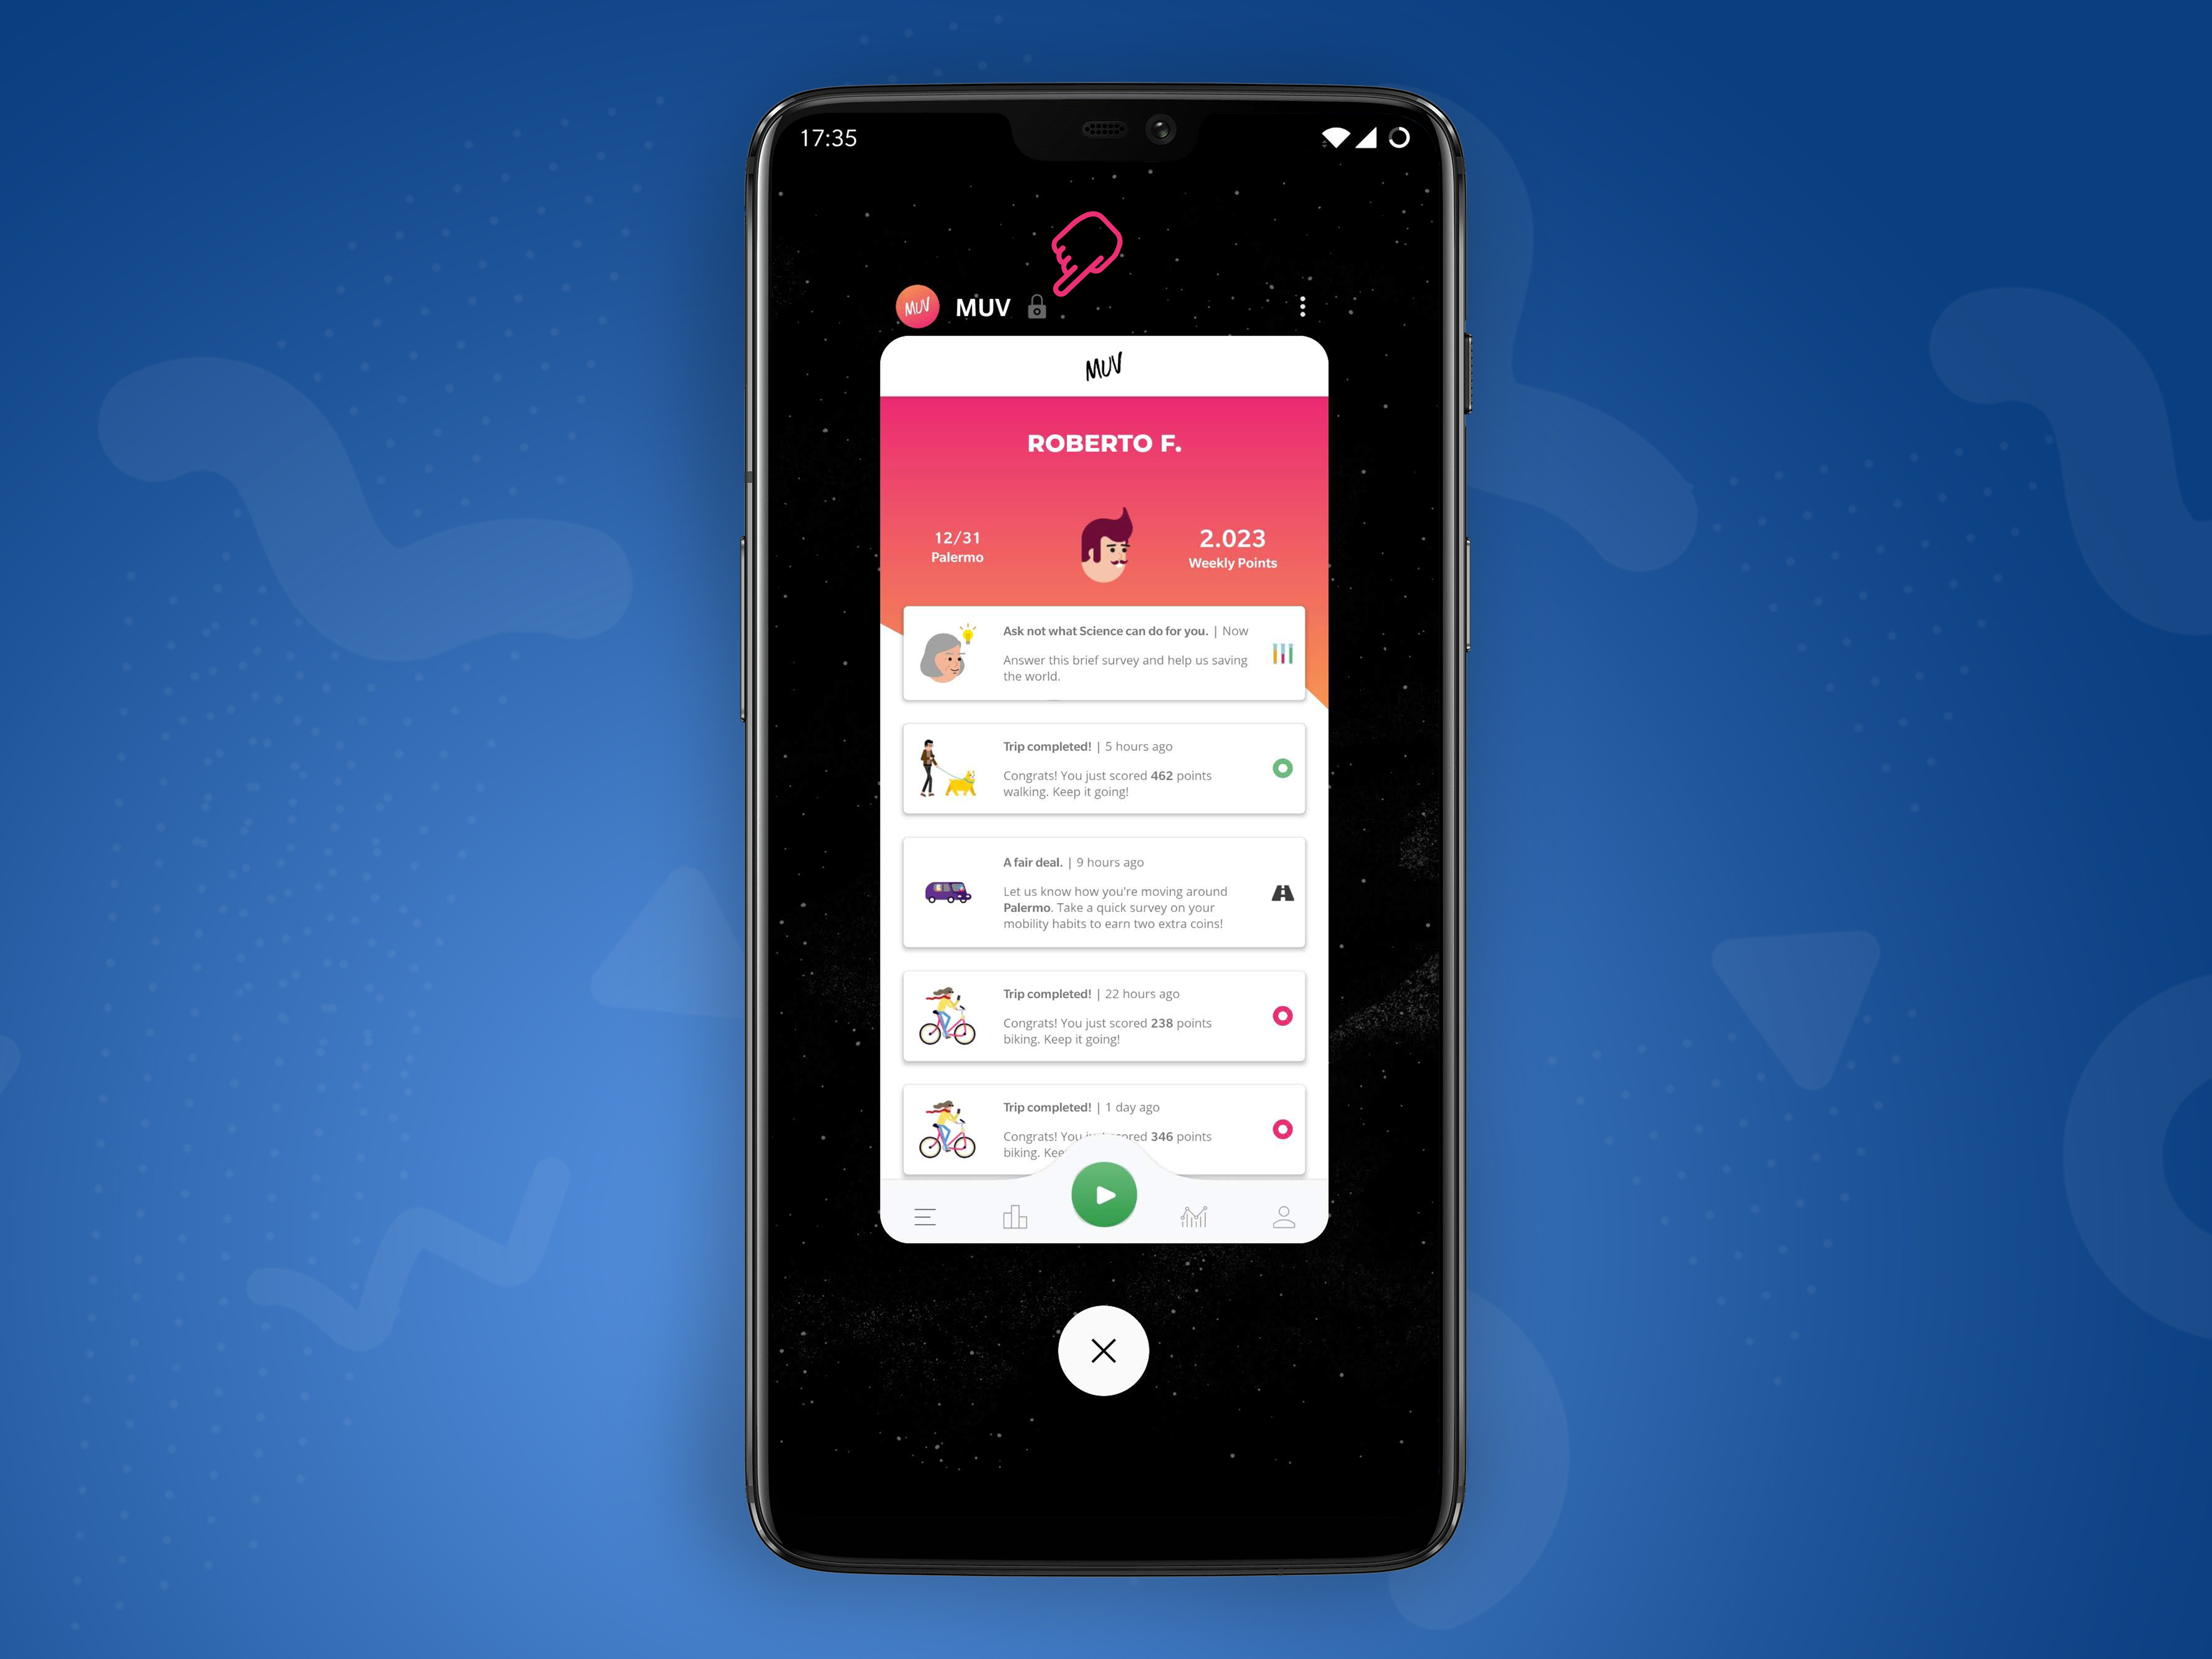 17:35
MUV
MUV
MUV
ROBERTO F.
12/31
Palermo
2.023
Weekly Points
Ask not what Science can do for you. | Now
Answer this brief survey and help us saving
the world.
Trip completed! | 5 hours ago
Congrats! You just scored 462 points
walking. Keep it going!
A fair deal. | 9 hours ago
Let us know how you're moving around
Palermo. Take a quick survey on your
mobility habits to earn two extra coins!
Trip completed! | 22 hours ago
Congrats! You just scored 238 points
biking. Keep it going!
Trip completed! | 1 day ago
Congrats! You points
346
biking.